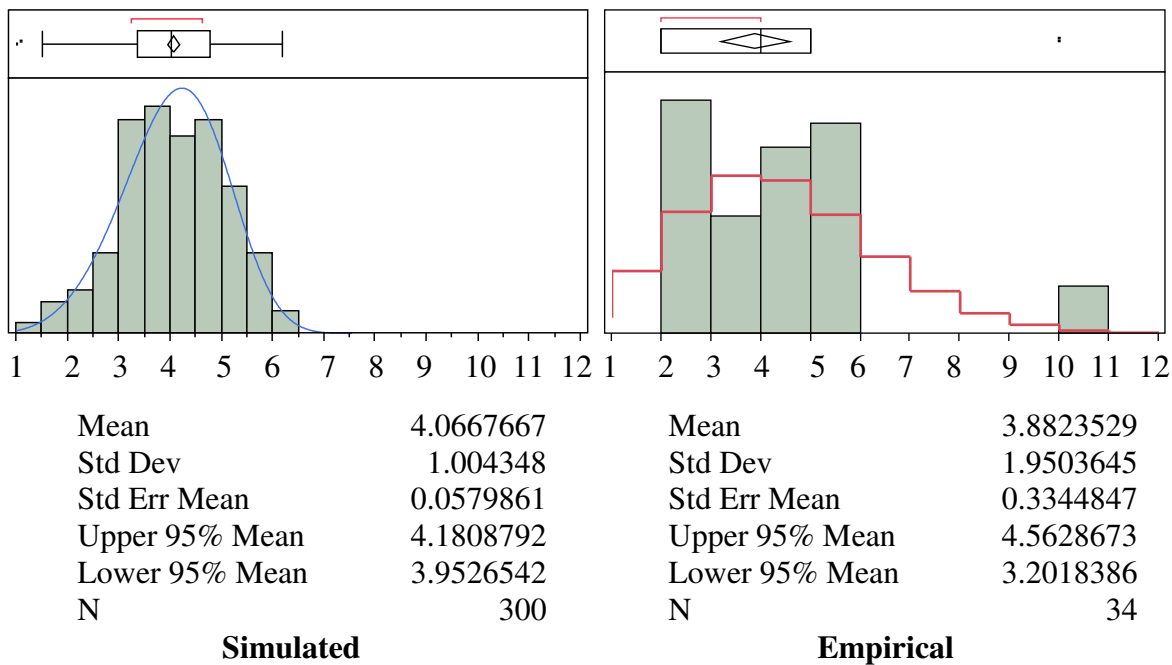 1 2 3 4 5 6 7 8 9 10 11 12
1 2 3 4 5 6 7 8 9 10 11 12
Mean 4.0667667
Std Dev 1.004348
Std Err Mean 0.0579861
Upper 95% Mean 4.1808792
Lower 95% Mean 3.9526542
N 300
Simulated
Mean 3.8823529
Std Dev 1.9503645
Std Err Mean 0.3344847
Upper 95% Mean 4.5628673
Lower 95% Mean 3.2018386
N 34
Empirical